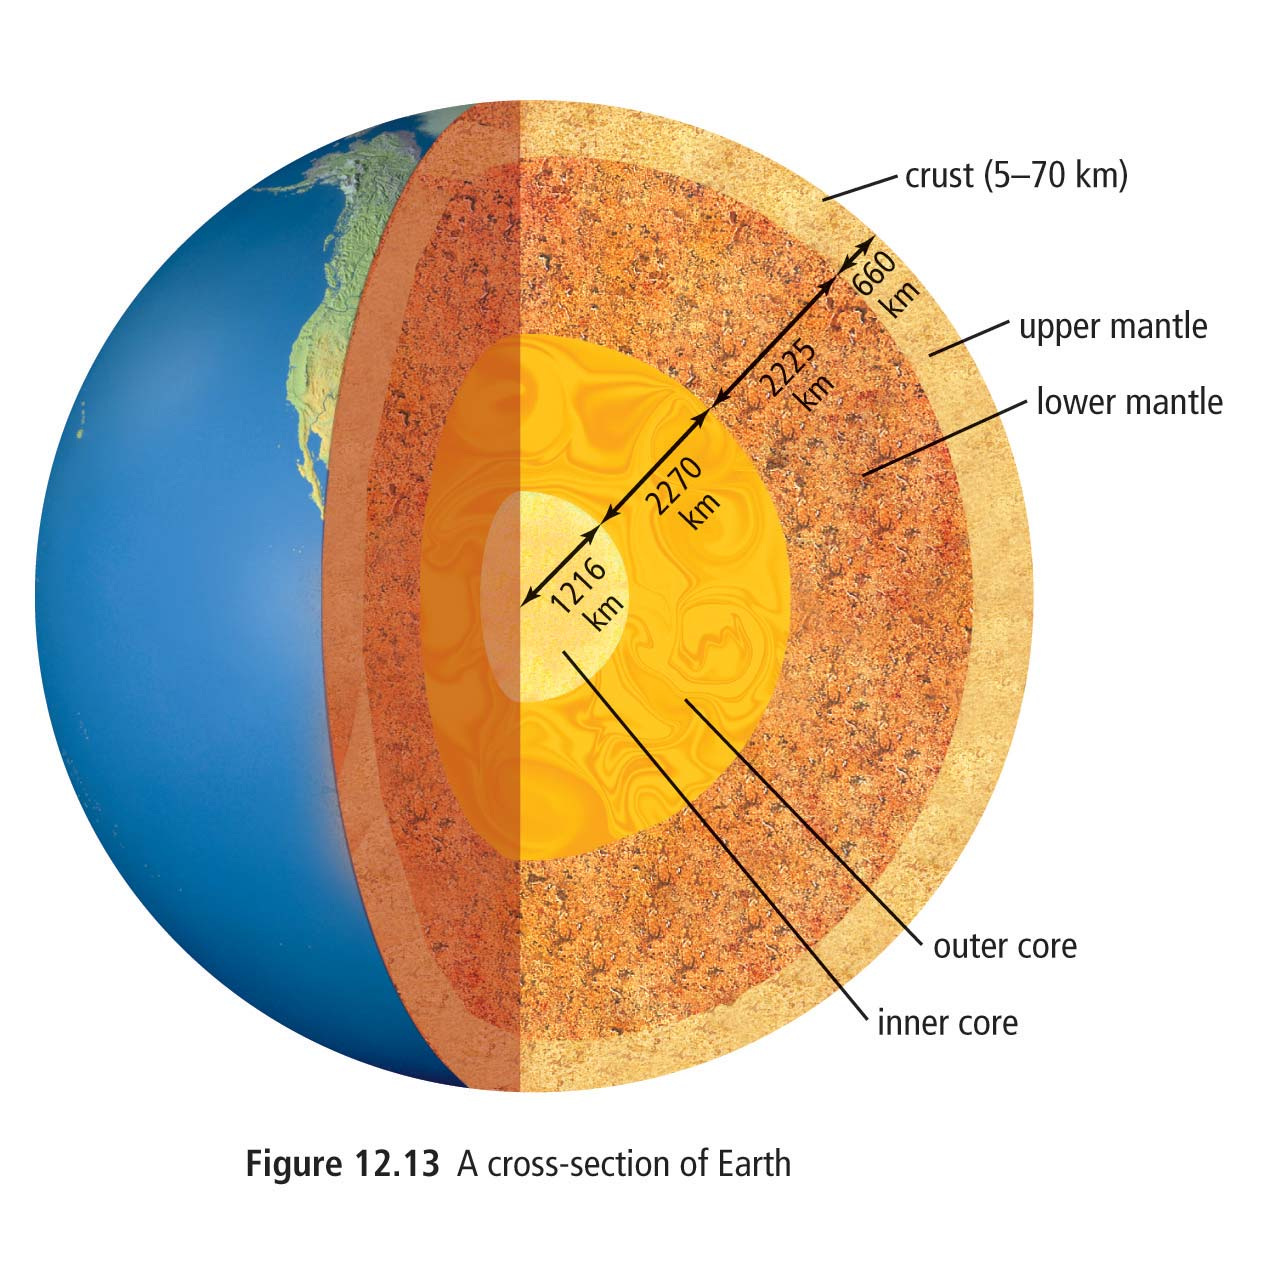 crust (5–70 km)
660
km
upper mantle
2225
km
lower mantle
2270
km
1216
km
outer core
inner core
Figure 12.13 A cross-section of Earth